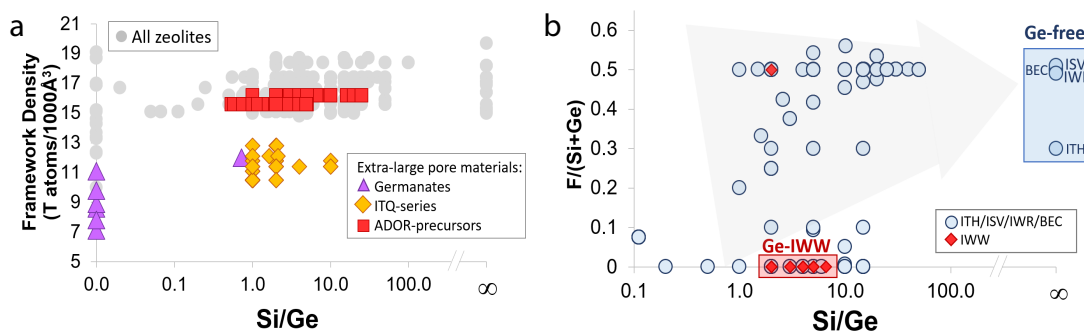 a
21
19
17
15
13
11
9
7
5
Framework Density
(T atoms/1000Å³)
All zeolites
Extra-large pore materials:
Germanates
ITQ-series
ADOR-precursors
0.0
0.1
1.0
10.0
100.0
∞
Si/Ge
b
0.6
0.5
0.4
0.3
0.2
0.1
0
F/(Si+Ge)
Ge-free
BEC
ISV
IWR
ITH
ITH/ISV/IWR/BEC
IWW
Ge-IWW
0.1
1.0
10.0
100.0
∞
Si/Ge